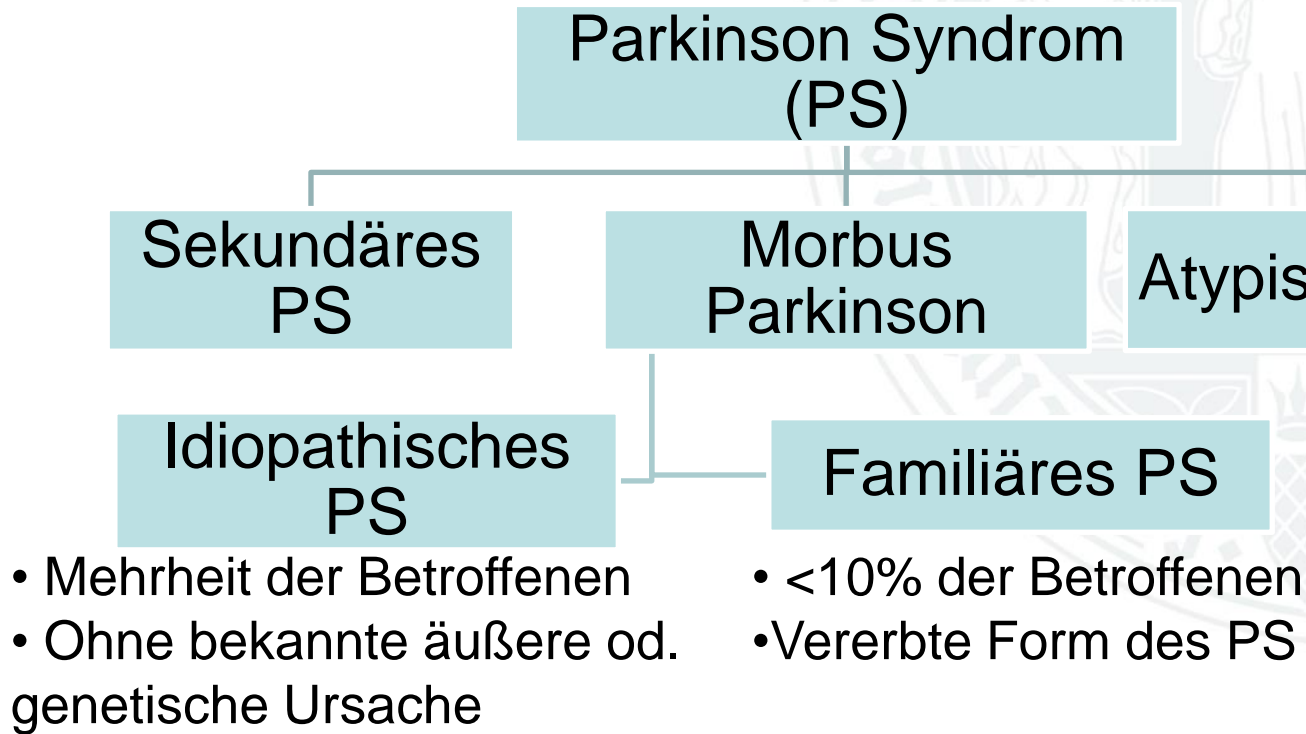 Parkinson Syndrom
(PS)
Sekundäres
PS
Morbus
Parkinson
Idiopathisches
PS
Familiäres PS
• Mehrheit der Betroffenen
• Ohne bekannte äußere od.
genetische Ursache
• <10% der Betroffenen
•Vererbte Form des PS